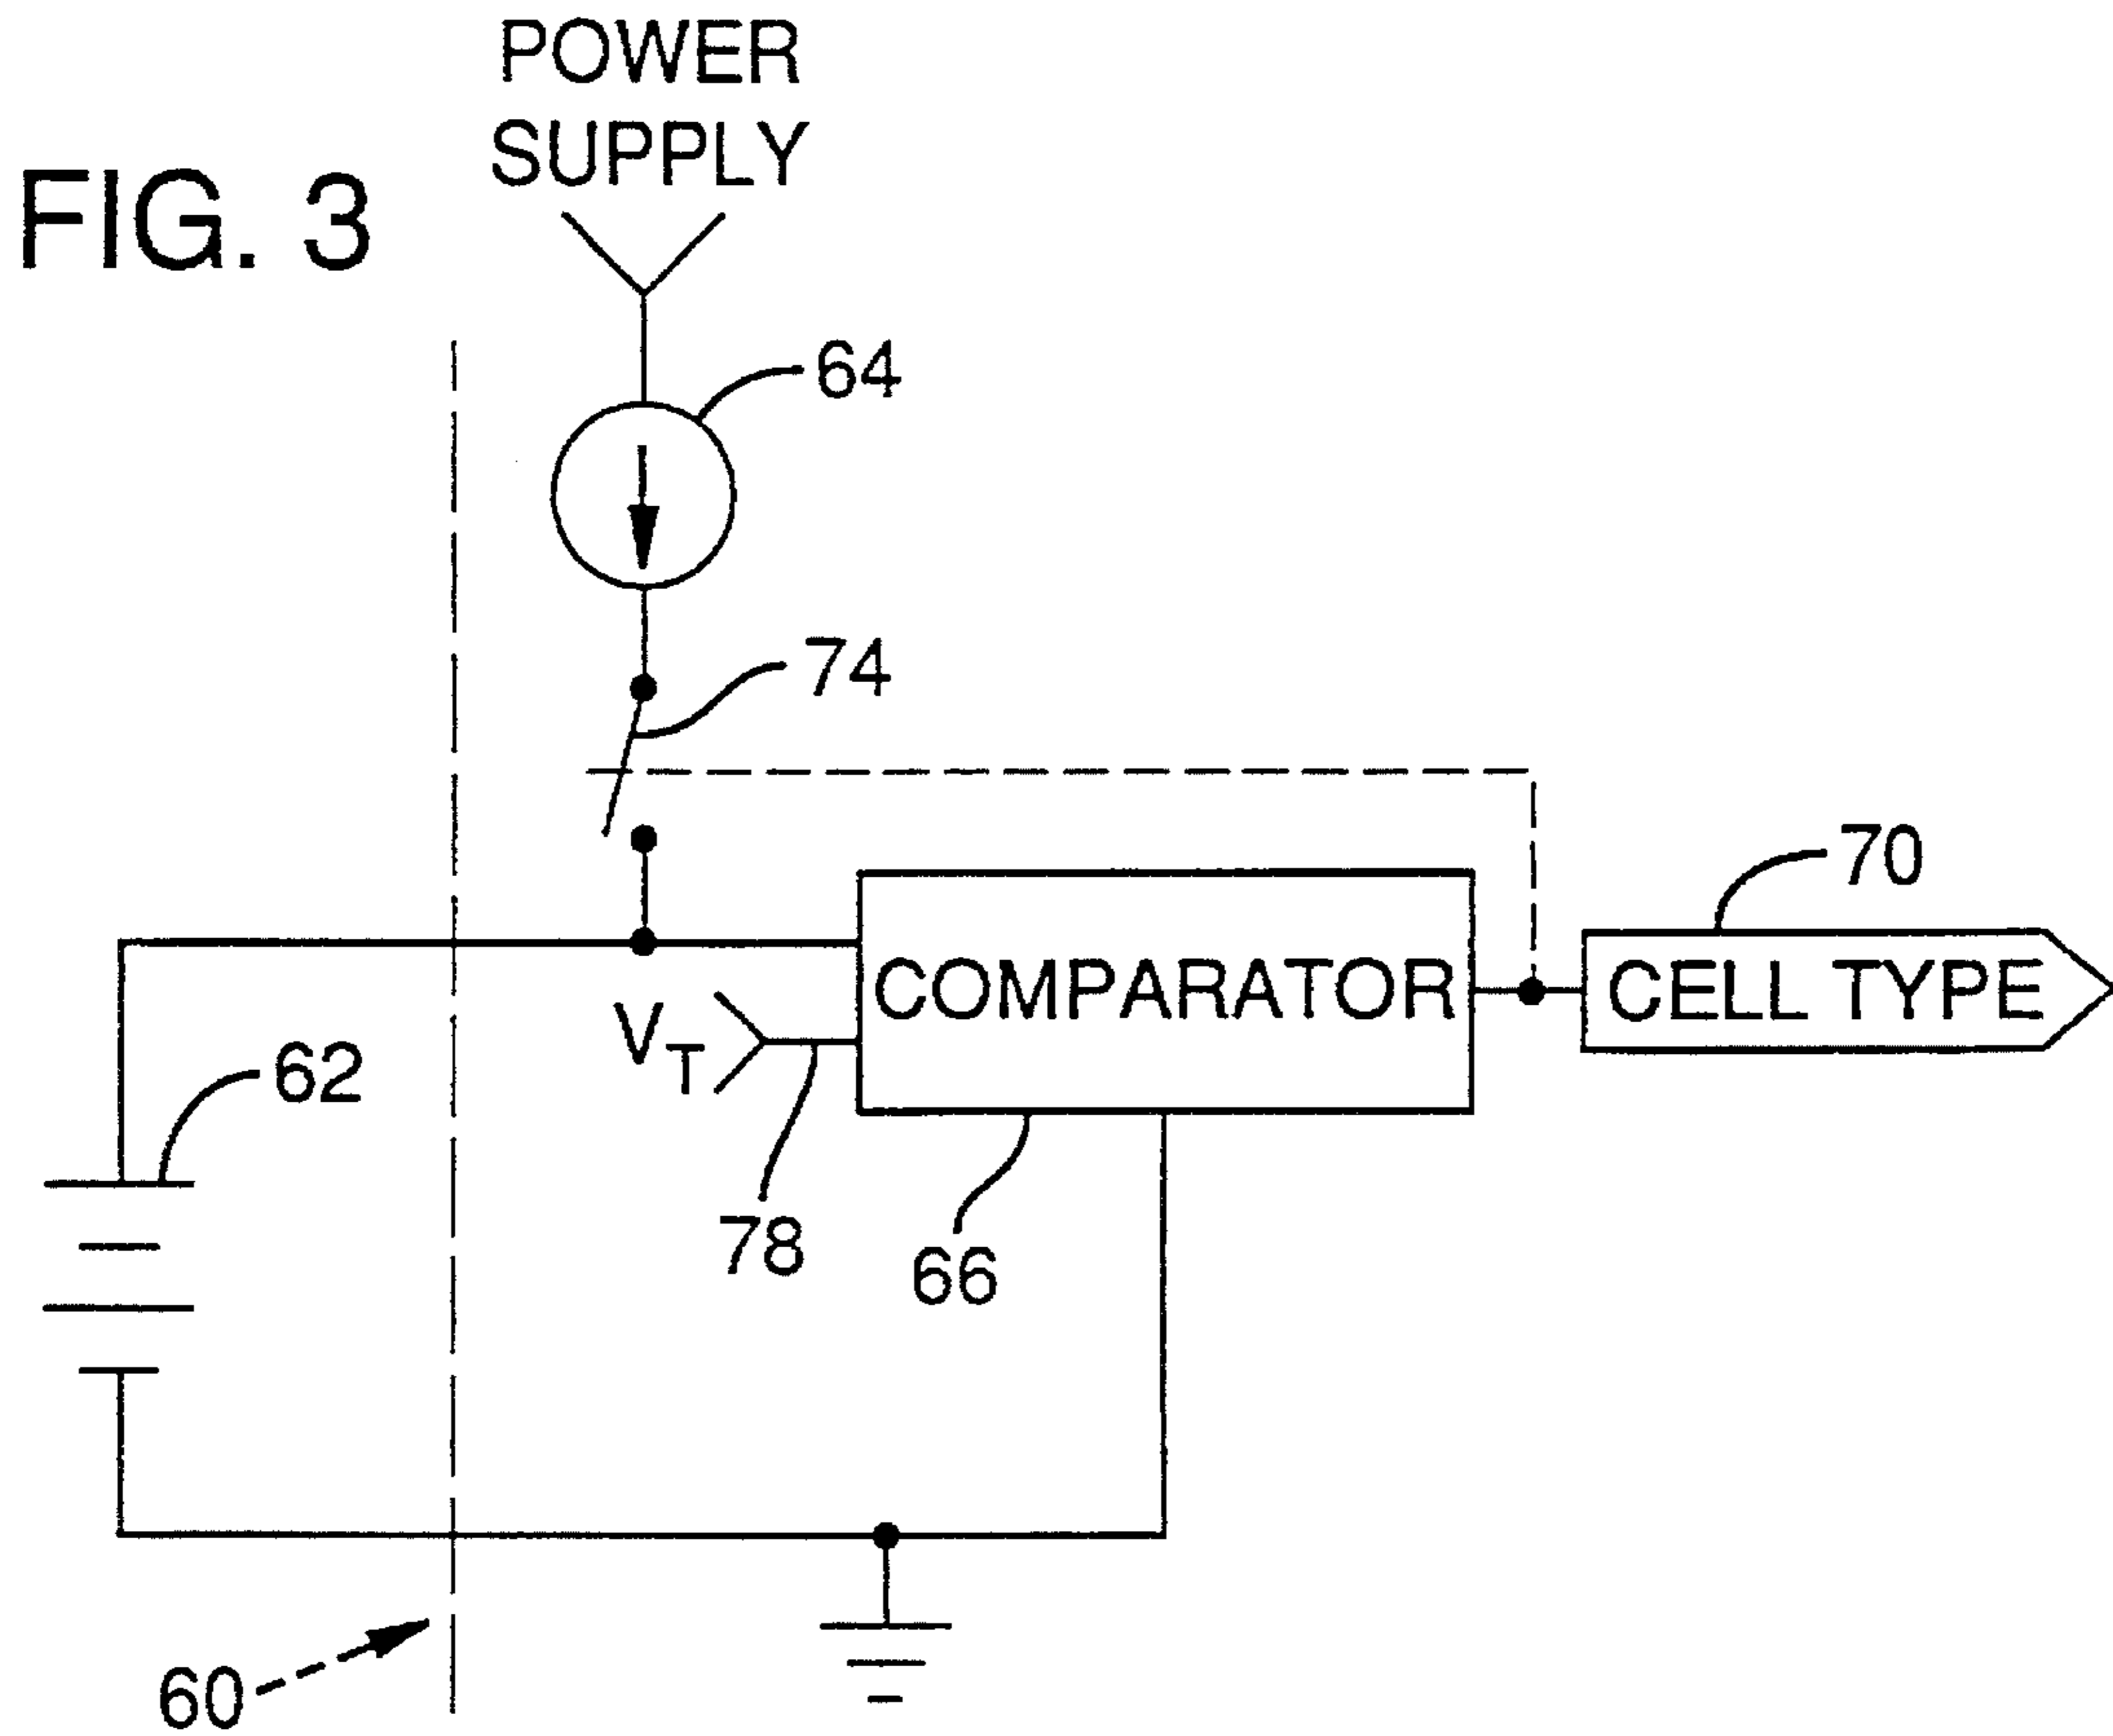 POWER
SUPPLY
FIG. 3
64
74
70
COMPARATOR
CELL TYPE
VT
62
78
66
60